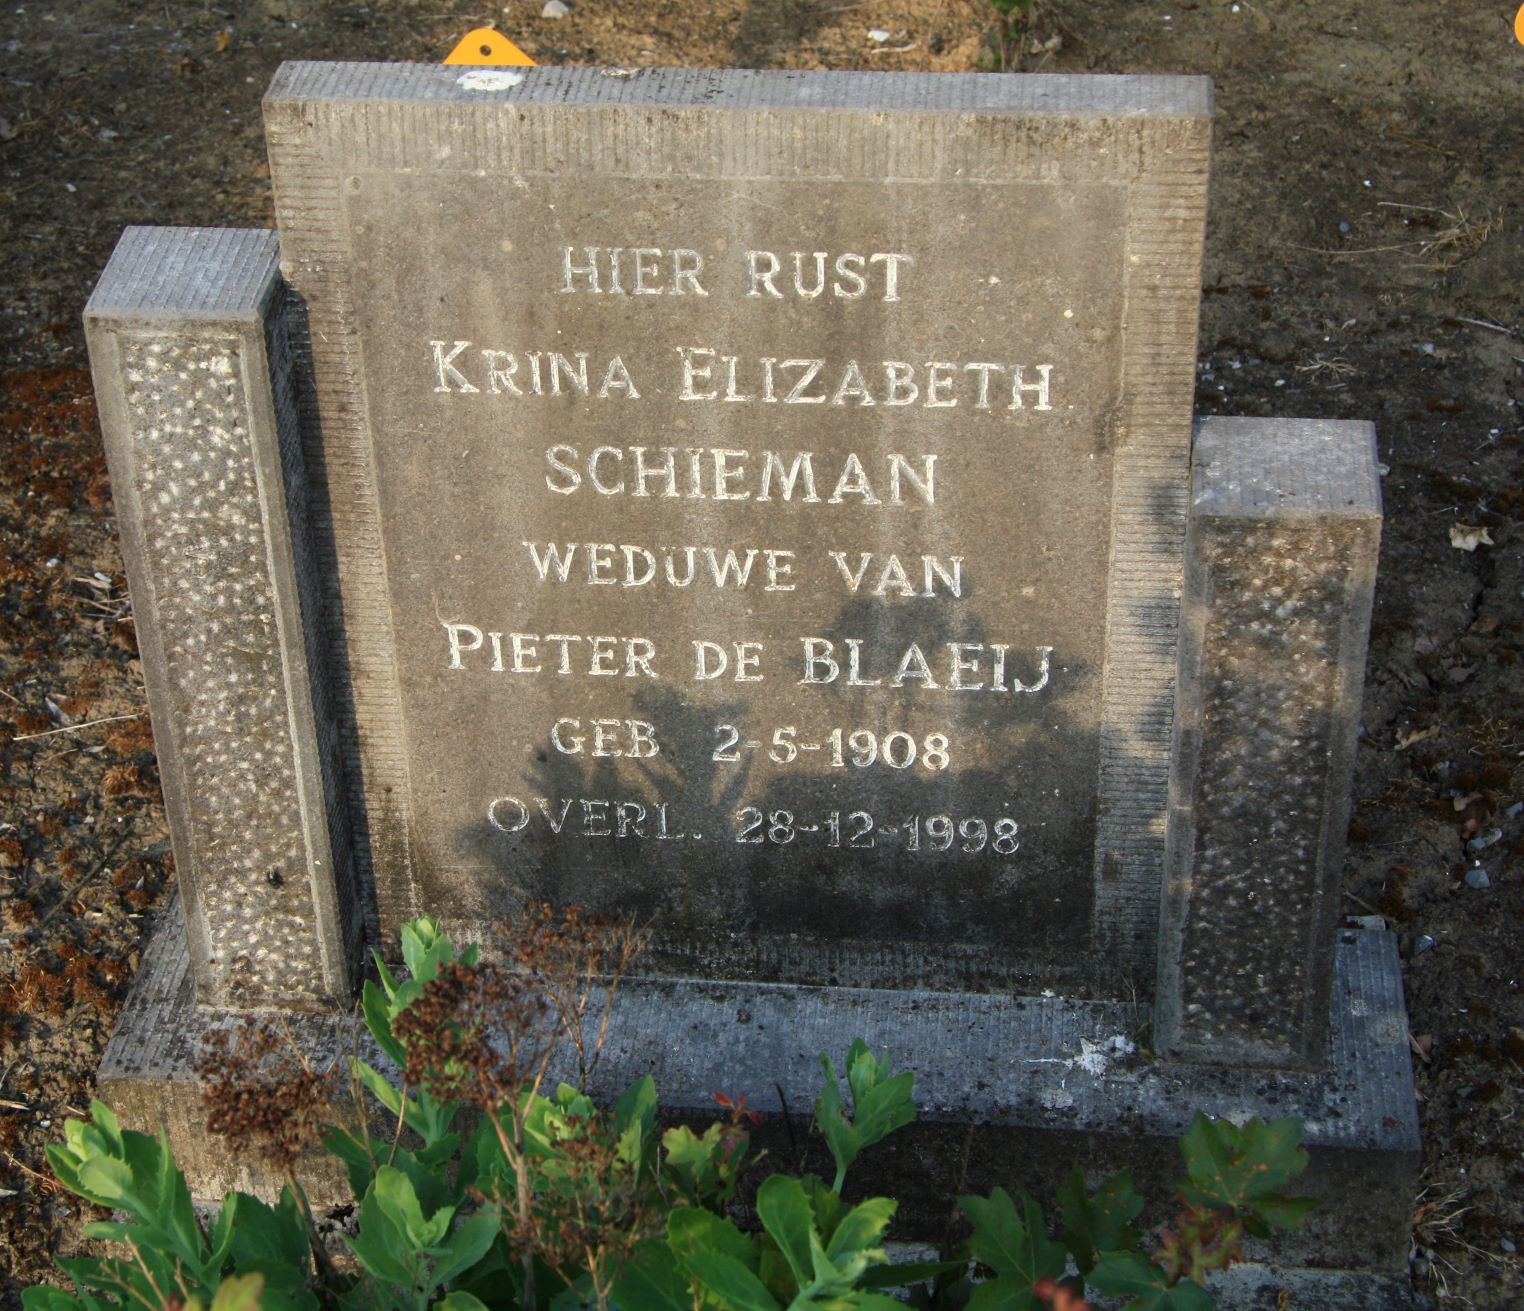 HIER RUST
KRINA ELIZABETH
SCHIEMAN
WEDUWE VAN
PIETER DE BLAEIJ
GEB 2-5-1908
OVERL. 28-12-1998